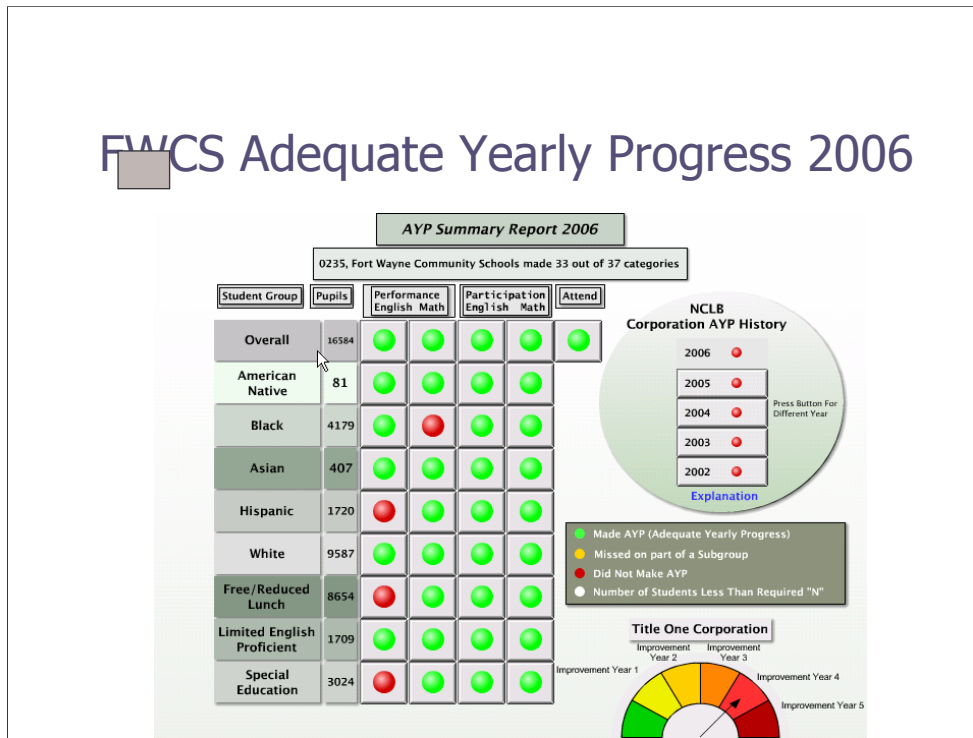 FWCS Adequate Yearly Progress 2006
AYP Summary Report 2006
0235, Fort Wayne Community Schools made 33 out of 37 categories
Student Group
Pupils
Performance
English Math
Participation
English Math
Attend
Overall
16584
American
Native
81
Black
4179
Asian
407
Hispanic
1720
White
9587
Free/Reduced
Lunch
8654
Limited English
Proficient
1709
Special
Education
3024
NCLB
Corporation AYP History
2006
2005
2004
2003
2002
Press Button For
Different Year
Explanation
Made AYP (Adequate Yearly Progress)
Missed on part of a Subgroup
Did Not Make AYP
Number of Students Less Than Required "N"
Title One Corporation
Improvement Year 1
Improvement
Year 2
Improvement
Year 3
Improvement Year 4
Improvement Year 5